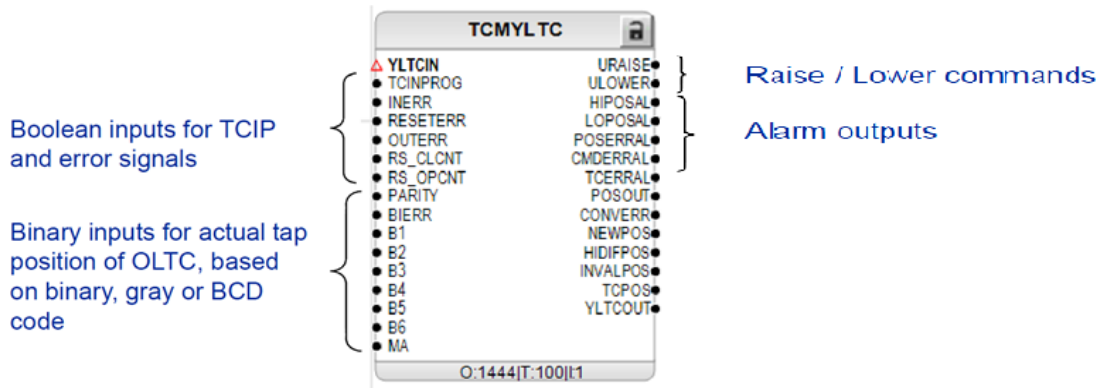 TCMYLTC
YLTCIN
TCINPROG
INERR
RESETERR
OUTERR
RS_CLCNT
RS_OPCNT
PARITY
BIERR
B1
B2
B3
B4
B5
B6
MA
URAISE
ULOWER
HIPOSAL
LOPOSAL
POSERRAL
CMDERRAL
TCERRAL
POSOUT
CONVERR
NEWPOS
HIDIFPOS
INVALPOS
TCPOS
YLTCOUT
O:1444|T:100|I:1
Boolean inputs for TCIP
and error signals
Binary inputs for actual tap
position of OLTC, based
on binary, gray or BCD
code
Raise / Lower commands
Alarm outputs